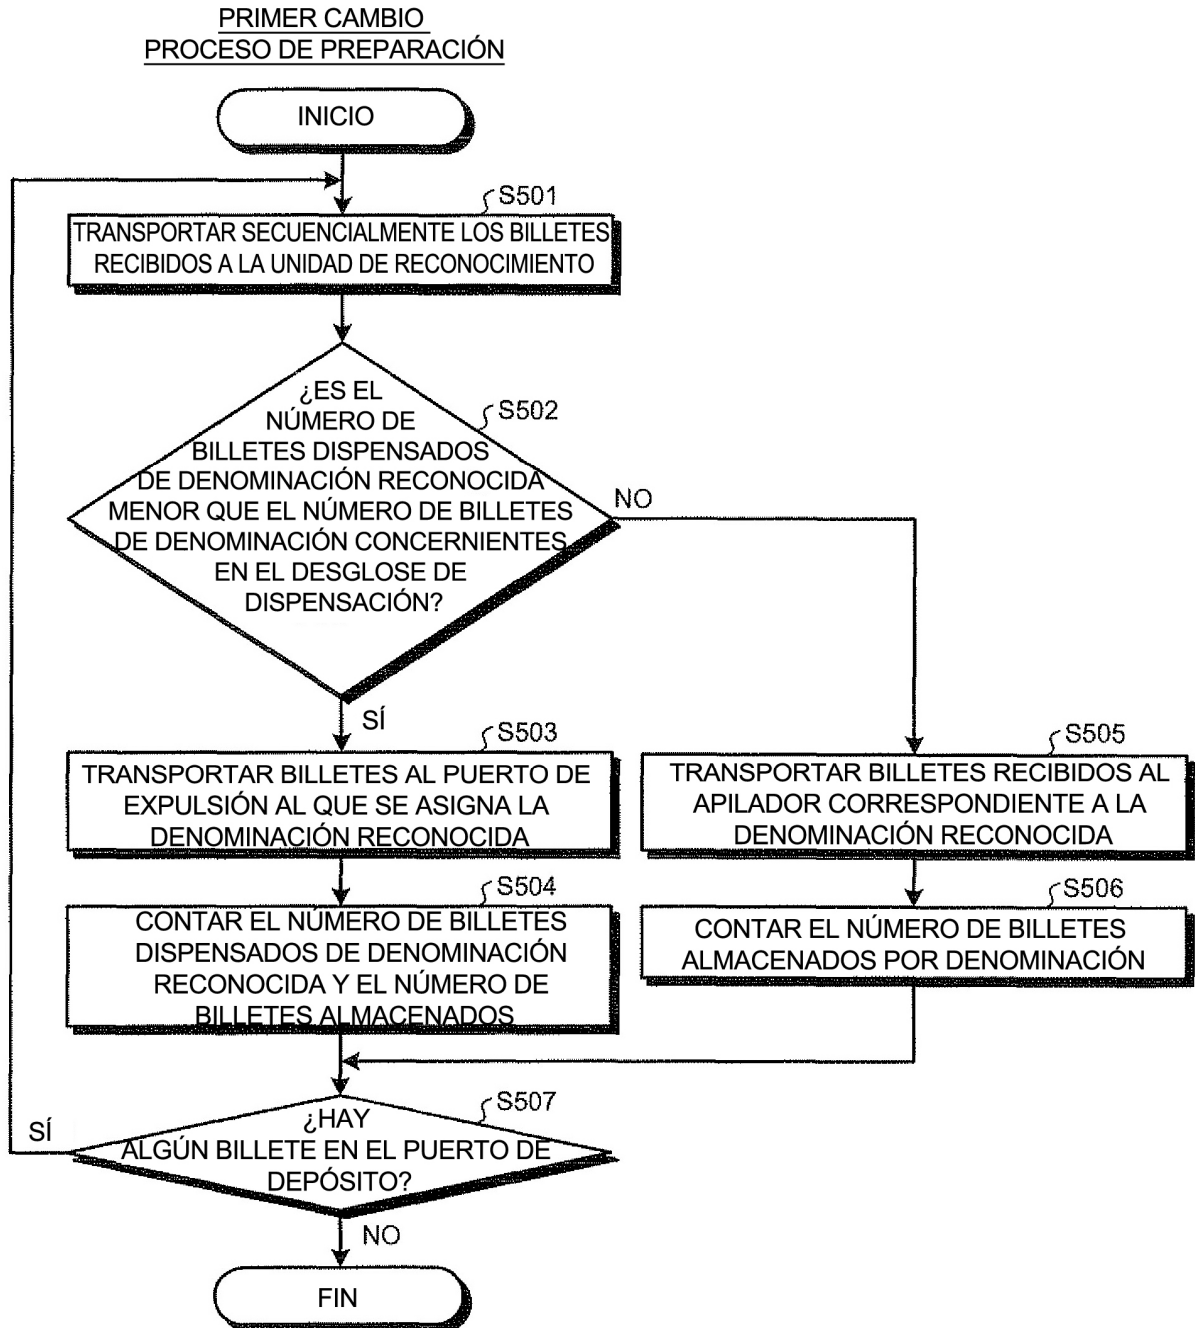 PRIMER CAMBIO
PROCESO DE PREPARACIÓN
INICIO
S501
TRANSPORTAR SECUENCIALMENTE LOS BILLETES
RECIBIDOS A LA UNIDAD DE RECONOCIMIENTO
S502
¿ES EL
NÚMERO DE
BILLETES DISPENSADOS
DE DENOMINACIÓN RECONOCIDA
MENOR QUE EL NÚMERO DE BILLETES
DE DENOMINACIÓN CONCERNIENTES
EN EL DESGLOSE DE
DISPENSACIÓN?
NO
SÍ
S503
TRANSPORTAR BILLETES AL PUERTO DE
EXPULSIÓN AL QUE SE ASIGNA LA
DENOMINACIÓN RECONOCIDA
S505
TRANSPORTAR BILLETES RECIBIDOS AL
APILADOR CORRESPONDIENTE A LA
DENOMINACIÓN RECONOCIDA
S504
CONTAR EL NÚMERO DE BILLETES
DISPENSADOS DE DENOMINACIÓN
RECONOCIDA Y EL NÚMERO DE
BILLETES ALMACENADOS
S506
CONTAR EL NÚMERO DE BILLETES
ALMACENADOS POR DENOMINACIÓN
S507
¿HAY
ALGÚN BILLETE EN EL PUERTO DE
DEPÓSITO?
SÍ
NO
FIN